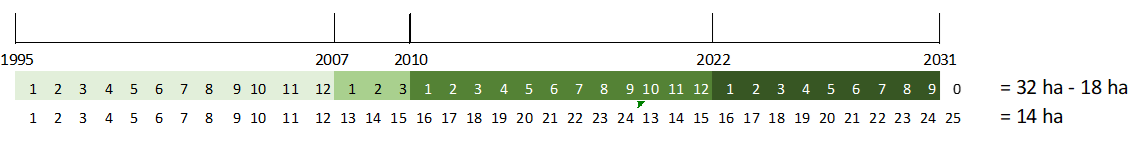 1995 2007 2010 2022 2031
1 2 3 4 5 6 7 8 9 10 11 12 1 2 3 1 2 3 4 5 6 7 8 9 10 11 12 1 2 3 4 5 6 7 8 9 0 = 32 ha - 18 ha
1 2 3 4 5 6 7 8 9 10 11 12 13 14 15 16 17 18 19 20 21 22 23 24 13 14 15 16 17 18 19 20 21 22 23 24 25 = 14 ha